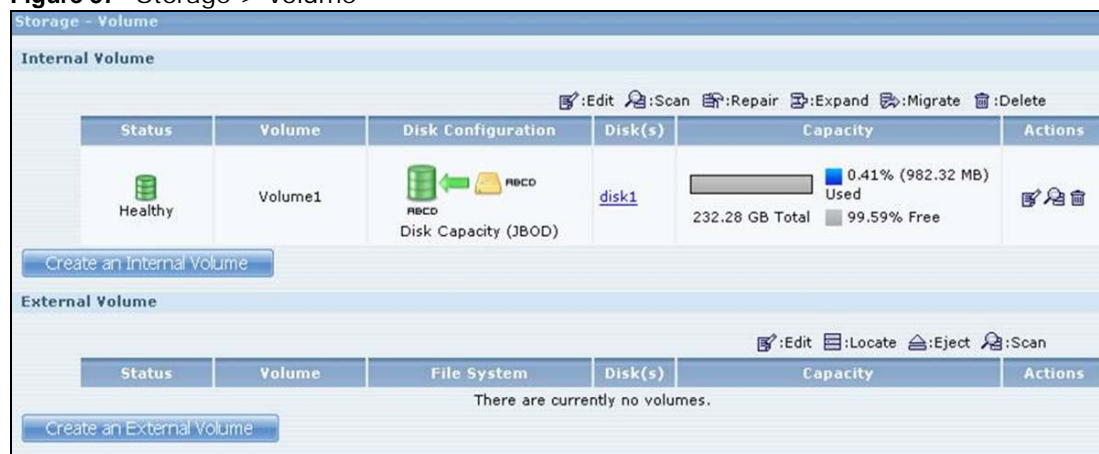 Storage > Volume
Storage - Volume
Internal Volume
:Edit :Scan :Repair :Expand :Migrate :Delete
Status Volume Disk Configuration Disk(s) Capacity Actions
Healthy
Volume1
ABCD
ABCD
Disk Capacity (JBOD)
disk1
232.28 GB Total
0.41% (982.32 MB)
Used
99.59% Free
Create an Internal Volume
External Volume
:Edit :Locate :Eject :Scan
Status Volume File System Disk(s) Capacity Actions
There are currently no volumes.
Create an External Volume